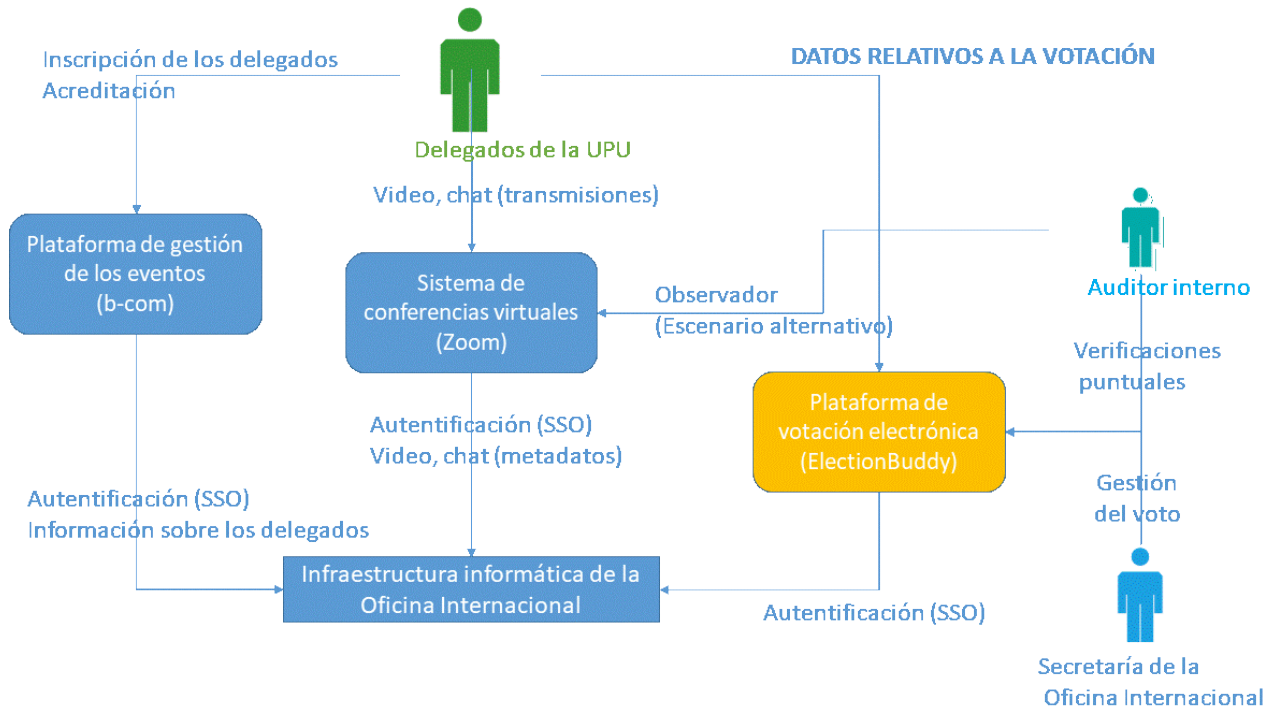 Inscripción de los delegados
Acreditación
DATOS RELATIVOS A LA VOTACIÓN
Delegados de la UPU
Video, chat (transmisiones)
Plataforma de gestión
de los eventos
(b-com)
Sistema de
conferencias virtuales
(Zoom)
Observador
(Escenario alternativo)
Auditor interno
Verificaciones
puntuales
Plataforma de
votación electrónica
(ElectionBuddy)
Autentificación (SSO)
Video, chat (metadatos)
Autentificación (SSO)
Información sobre los delegados
Gestión
del voto
Infraestructura informática de la
Oficina Internacional
Autentificación (SSO)
Secretaría de la
Oficina Internacional